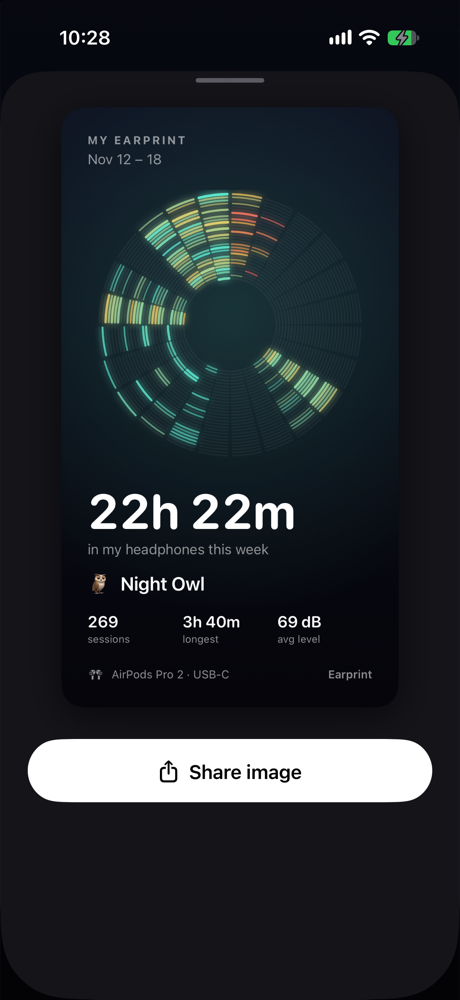 10:28
MY EARPRINT
Nov 12 – 18
22h 22m
in my headphones this week
Night Owl
269 3h 40m 69 dB
sessions longest avg level
AirPods Pro 2 · USB-C Earprint
Share image